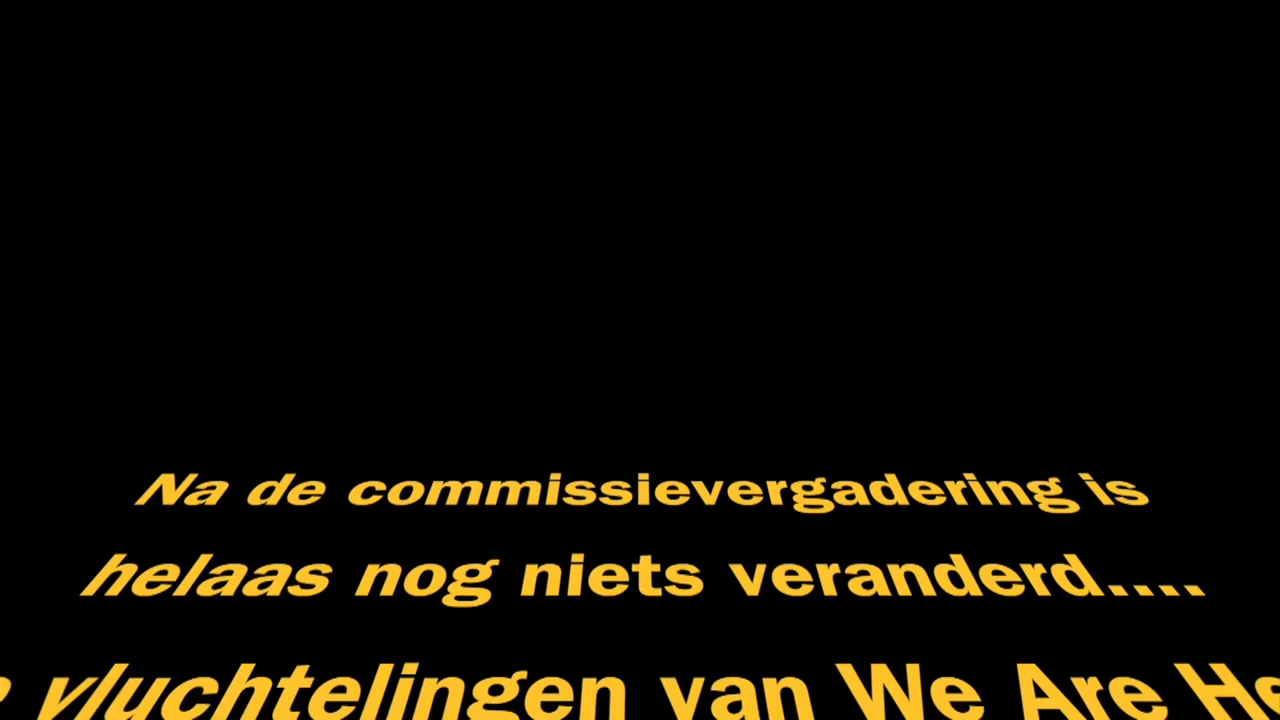 Na de commissievergadering is
helaas nog niets veranderd....
vluchtelingen van We Are